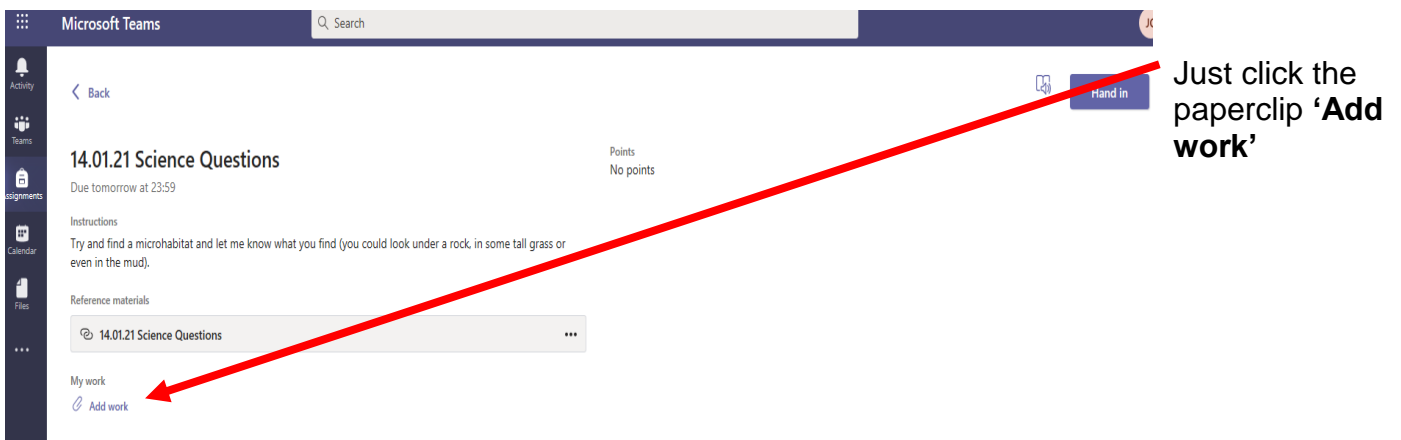 Microsoft Teams
Search
Activity
Teams
ssignments
Calendar
Files
Back
Hand in
14.01.21 Science Questions
Due tomorrow at 23:59
Points
No points
Instructions
Try and find a microhabitat and let me know what you find (you could look under a rock, in some tall grass or
even in the mud).
Reference materials
14.01.21 Science Questions
My work
Add work
Just click the
paperclip ‘Add
work’